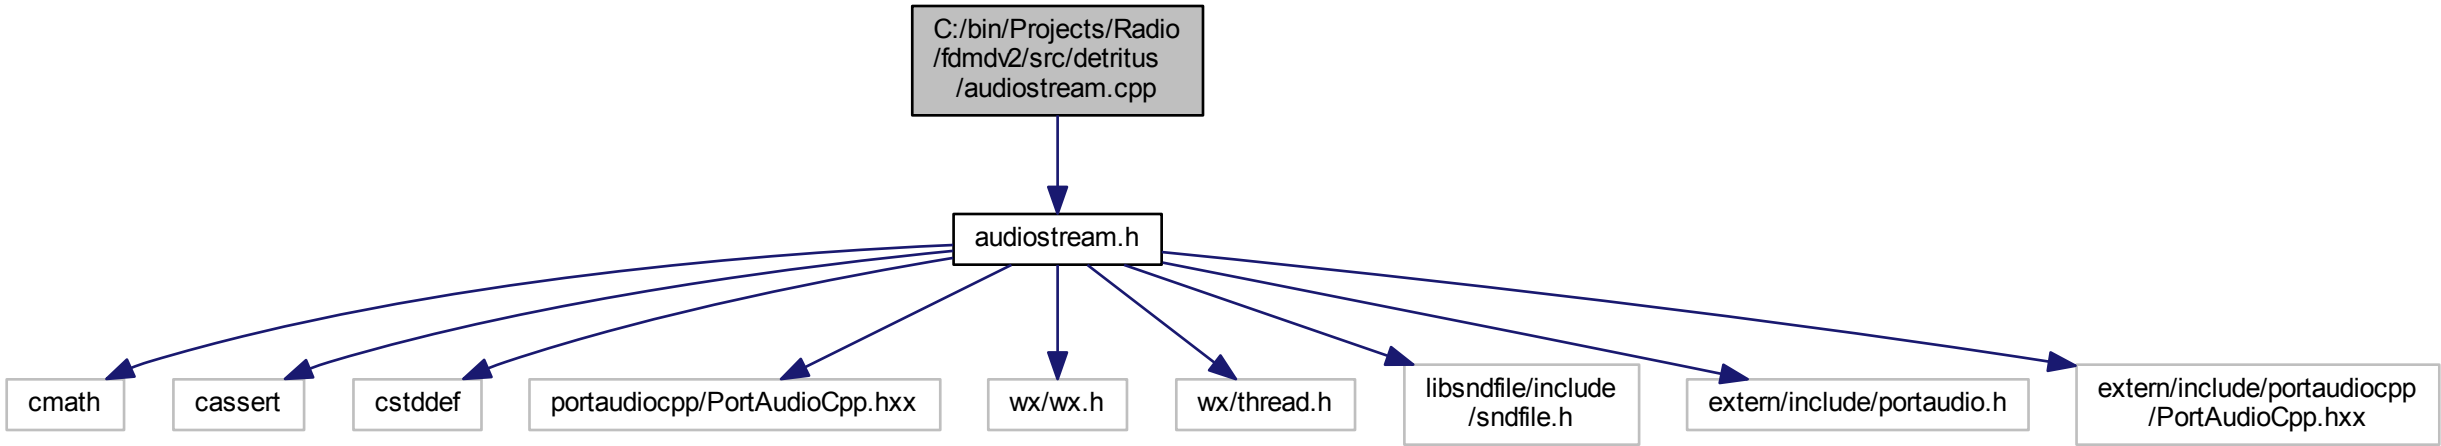 C:/bin/Projects/Radio
/fdmdv2/src/detritus
/audiostream.cpp
audiostream.h
cmath
cassert
cstddef
portaudiocpp/PortAudioCpp.hxx
wx/wx.h
wx/thread.h
libsndfile/include
/sndfile.h
extern/include/portaudio.h
extern/include/portaudiocpp
/PortAudioCpp.hxx